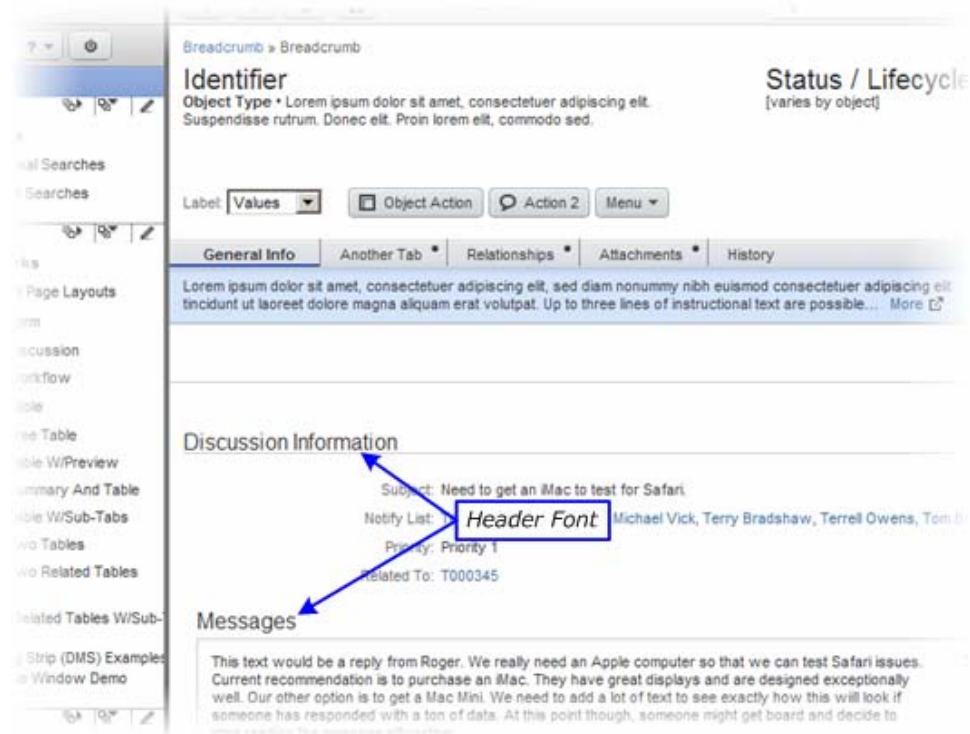 ?
Searches
Searches
Page Layouts
Table
W/Preview
And Table
W/Sub-Tabs
Tables
Related Tables
Related Tables W/Sub-
Strip (DMS) Examples
Window Demo
Breadcrumb » Breadcrumb
Identifier
Object Type • Lorem ipsum dolor sit amet, consectetuer adipiscing elit.
Suspendisse rutrum. Donec elit. Proin lorem elit, commodo sed.
Status / Lifecycle
[varies by object]
Label: Values Object Action Action 2 Menu
General Info Another Tab Relationships Attachments History
Lorem ipsum dolor sit amet, consectetuer adipiscing elit, sed diam nonummy nibh euismod consectetuer adipiscing elit
tincidunt ut laoreet dolore magna aliquam erat volutpat. Up to three lines of instructional text are possible... More
Discussion Information
Subject: Need to get an iMac to test for Safari.
Notify List: Michael Vick, Terry Bradshaw, Terrell Owens, Tom
Header Font
Priority: Priority 1
Related To: T000345
Messages
This text would be a reply from Roger. We really need an Apple computer so that we can test Safari issues.
Current recommendation is to purchase an iMac. They have great displays and are designed exceptionally
well. Our other option is to get a Mac Mini. We need to add a lot of text to see exactly how this will look if
someone has responded with a ton of data. At this point though, someone might get board and decide to